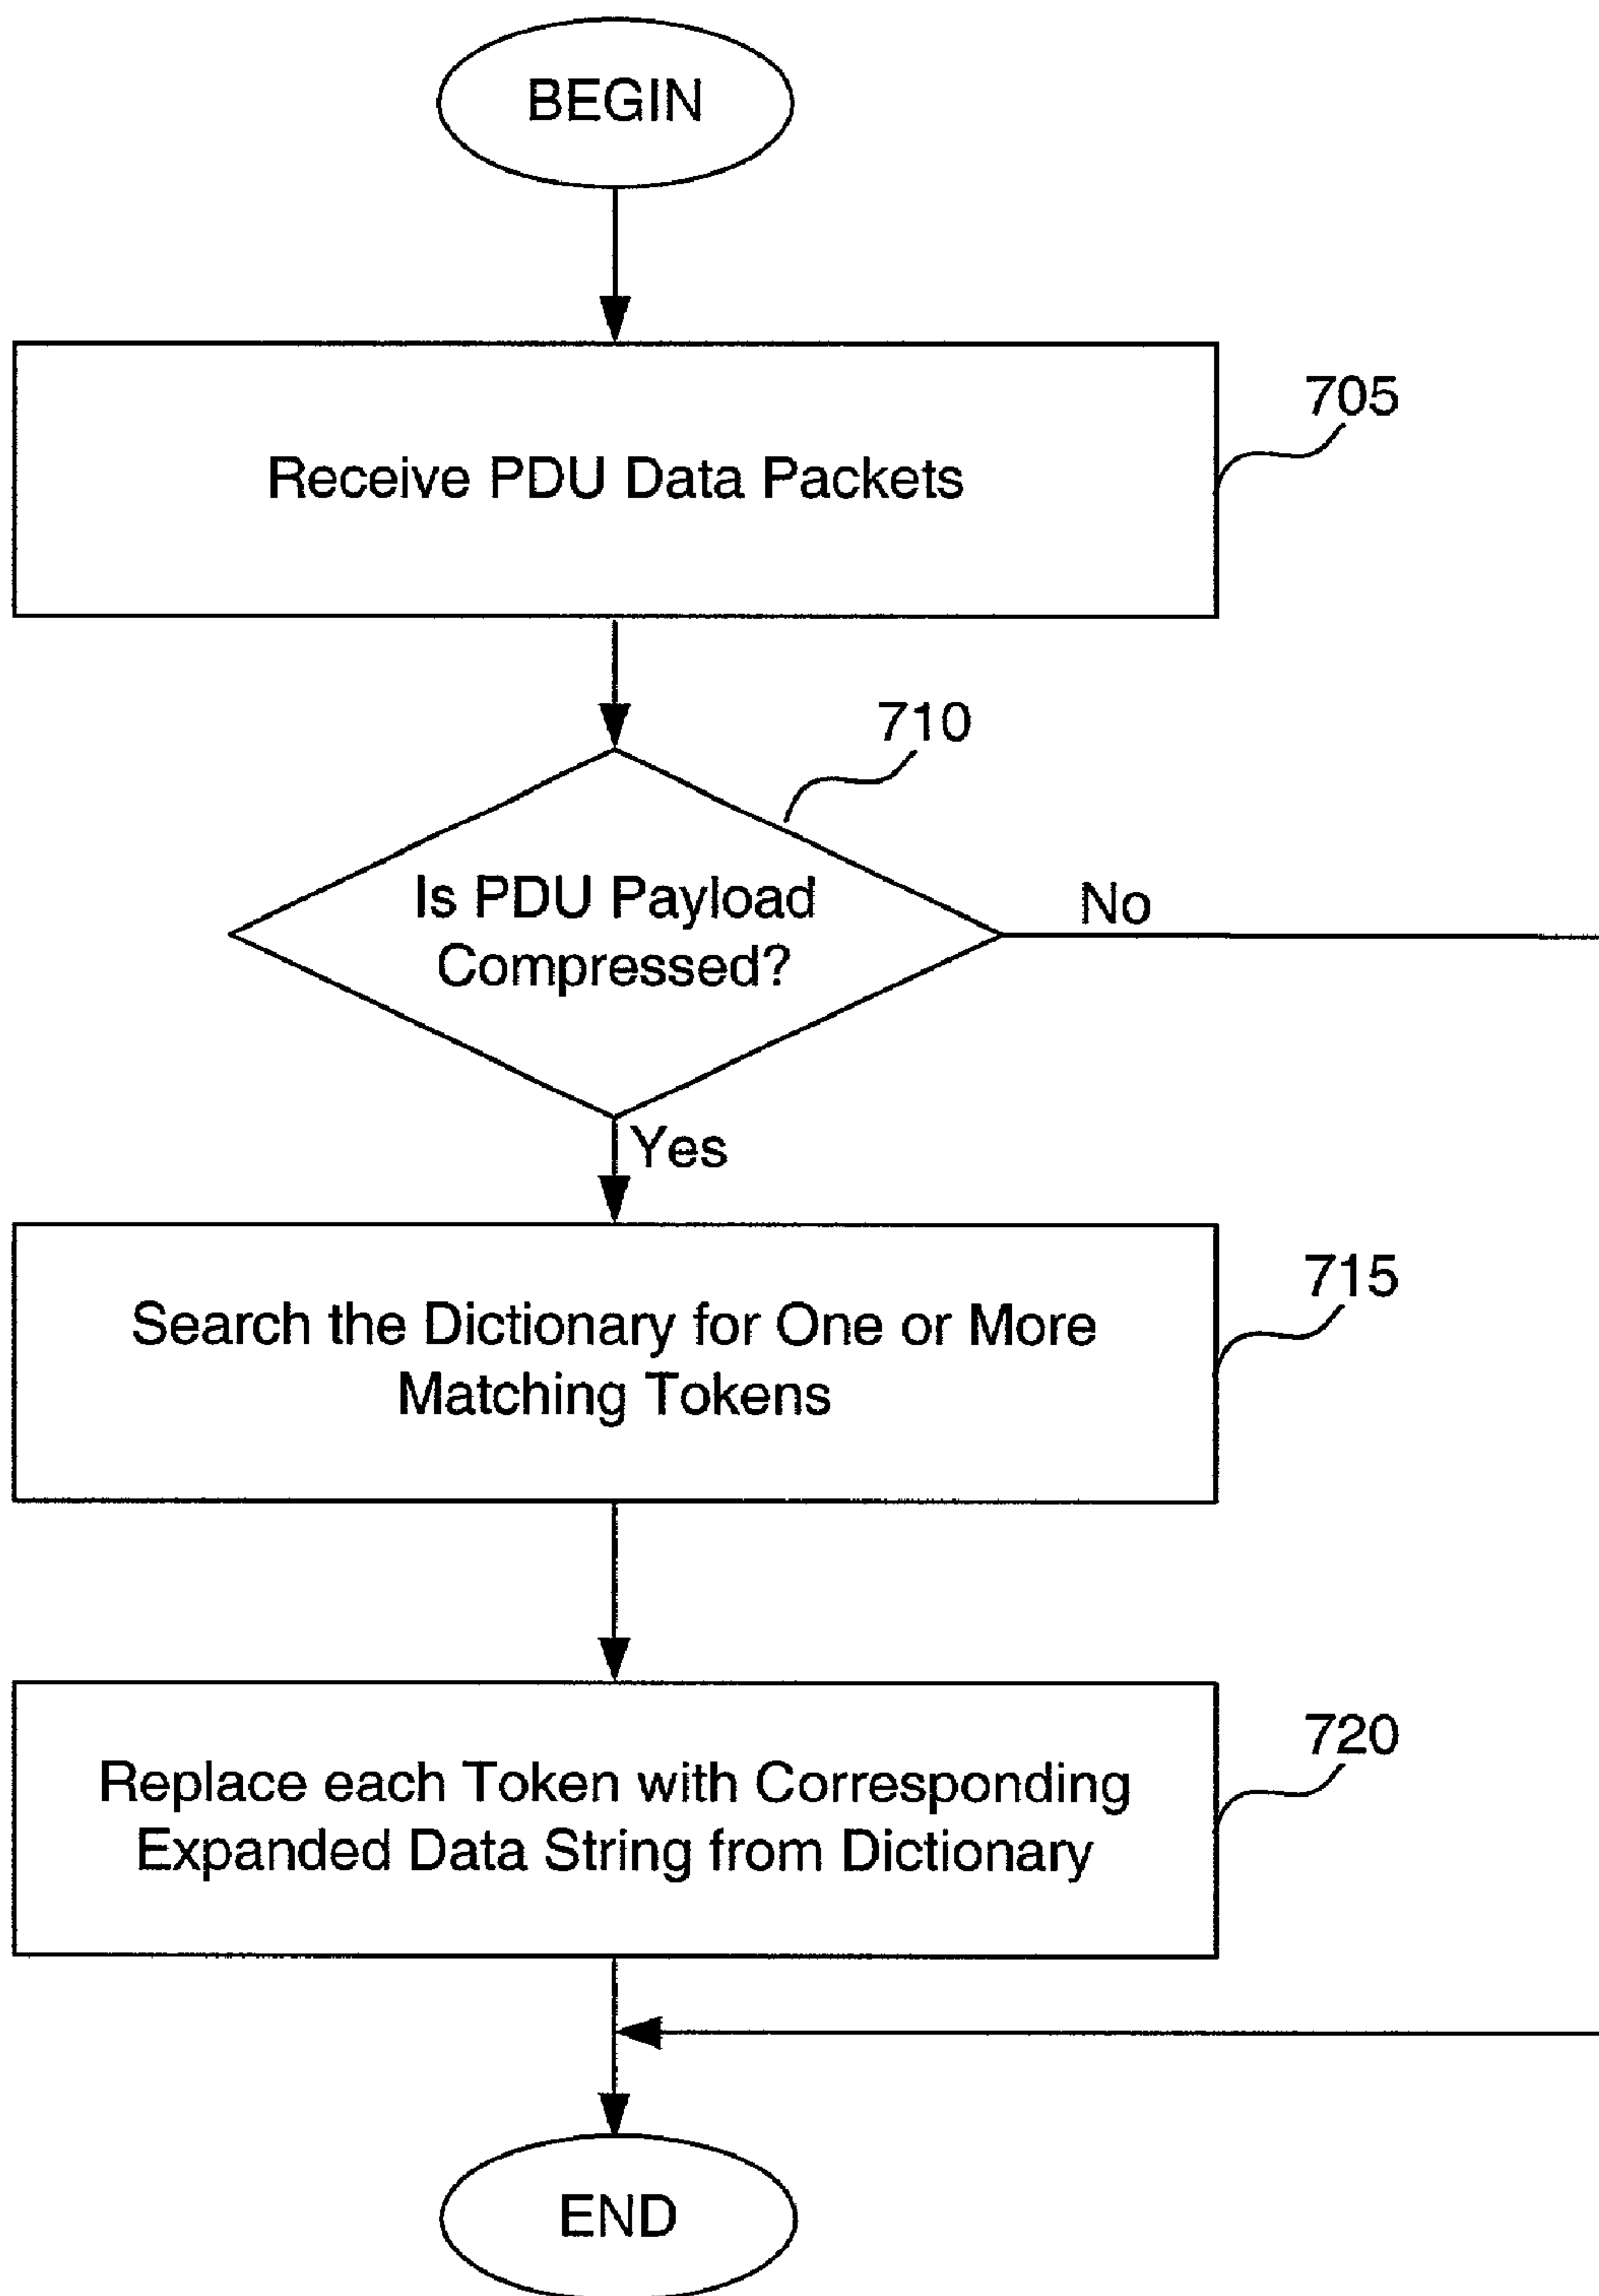 BEGIN
705
Receive PDU Data Packets
710
Is PDU Payload
Compressed?
No
Yes
715
Search the Dictionary for One or More
Matching Tokens
720
Replace each Token with Corresponding
Expanded Data String from Dictionary
END